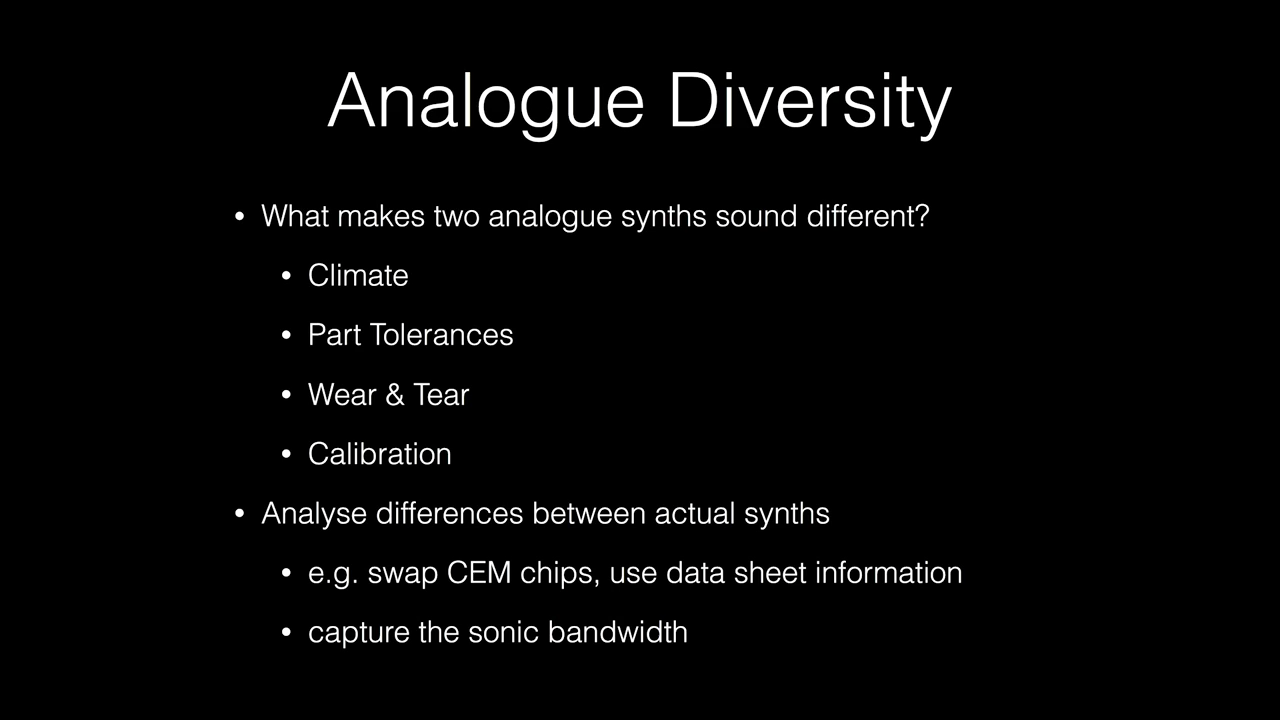 Analogue Diversity
• What makes two analogue synths sound different?
• Climate
• Part Tolerances
• Wear & Tear
• Calibration
• Analyse differences between actual synths
• e.g. swap CEM chips, use data sheet information
• capture the sonic bandwidth